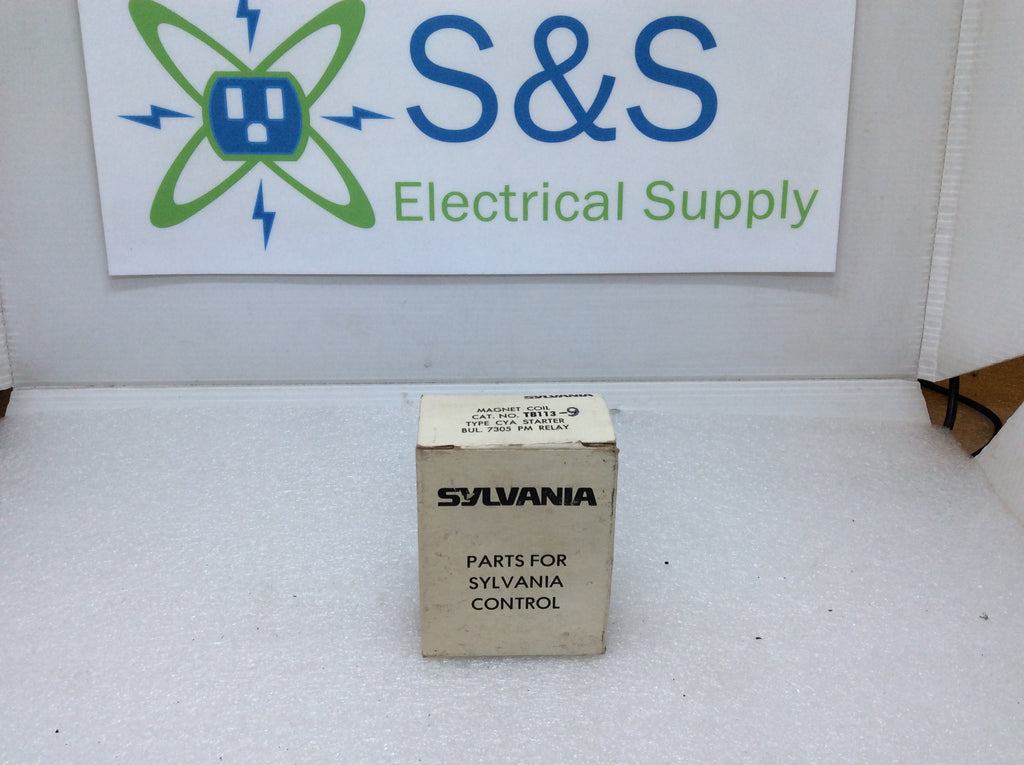 S&S
Electrical Supply
SYLVANIA
MAGNET COIL
CAT. NO. TB113-9
TYPE CYA STARTER
BUL. 7305 PM RELAY
SYLVANIA
PARTS FOR
SYLVANIA
CONTROL